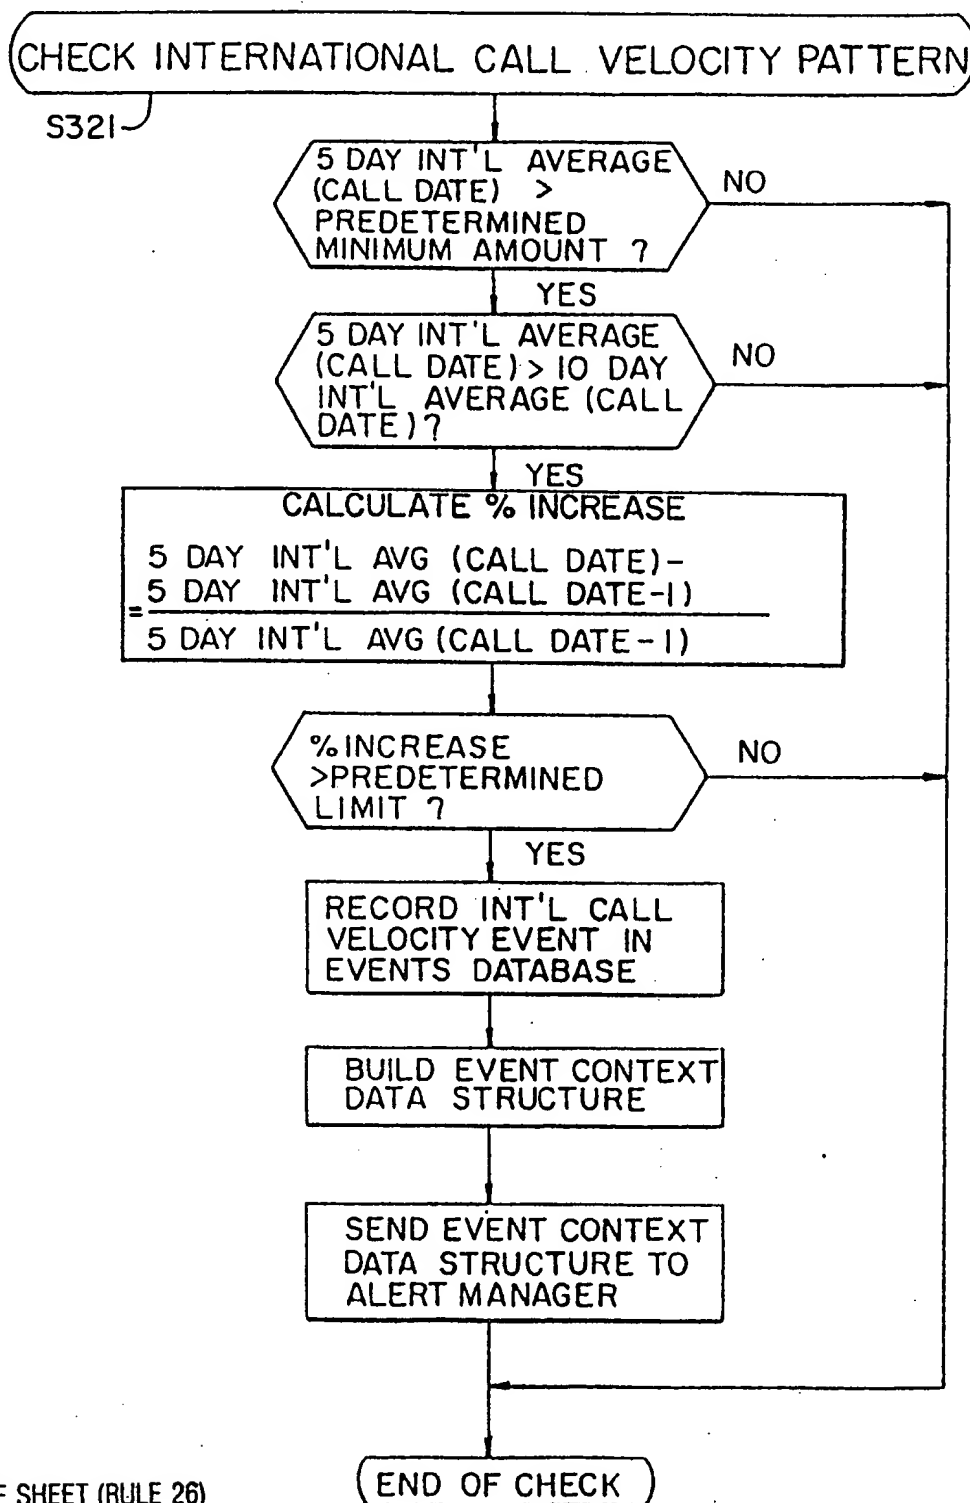 CHECK INTERNATIONAL CALL VELOCITY PATTERN
S321
5 DAY INT'L AVERAGE
(CALL DATE) >
PREDETERMINED
MINIMUM AMOUNT ?
NO
YES
5 DAY INT'L AVERAGE
(CALL DATE) > 10 DAY
INT'L AVERAGE (CALL
DATE) ?
NO
YES
CALCULATE % INCREASE
5 DAY INT'L AVG (CALL DATE) -
5 DAY INT'L AVG (CALL DATE-1)
=
5 DAY INT'L AVG (CALL DATE-1)
% INCREASE
>PREDETERMINED
LIMIT ?
NO
YES
RECORD INT'L CALL
VELOCITY EVENT IN
EVENTS DATABASE
BUILD EVENT CONTEXT
DATA STRUCTURE
SEND EVENT CONTEXT
DATA STRUCTURE TO
ALERT MANAGER
END OF CHECK
SHEET (RULE 26)